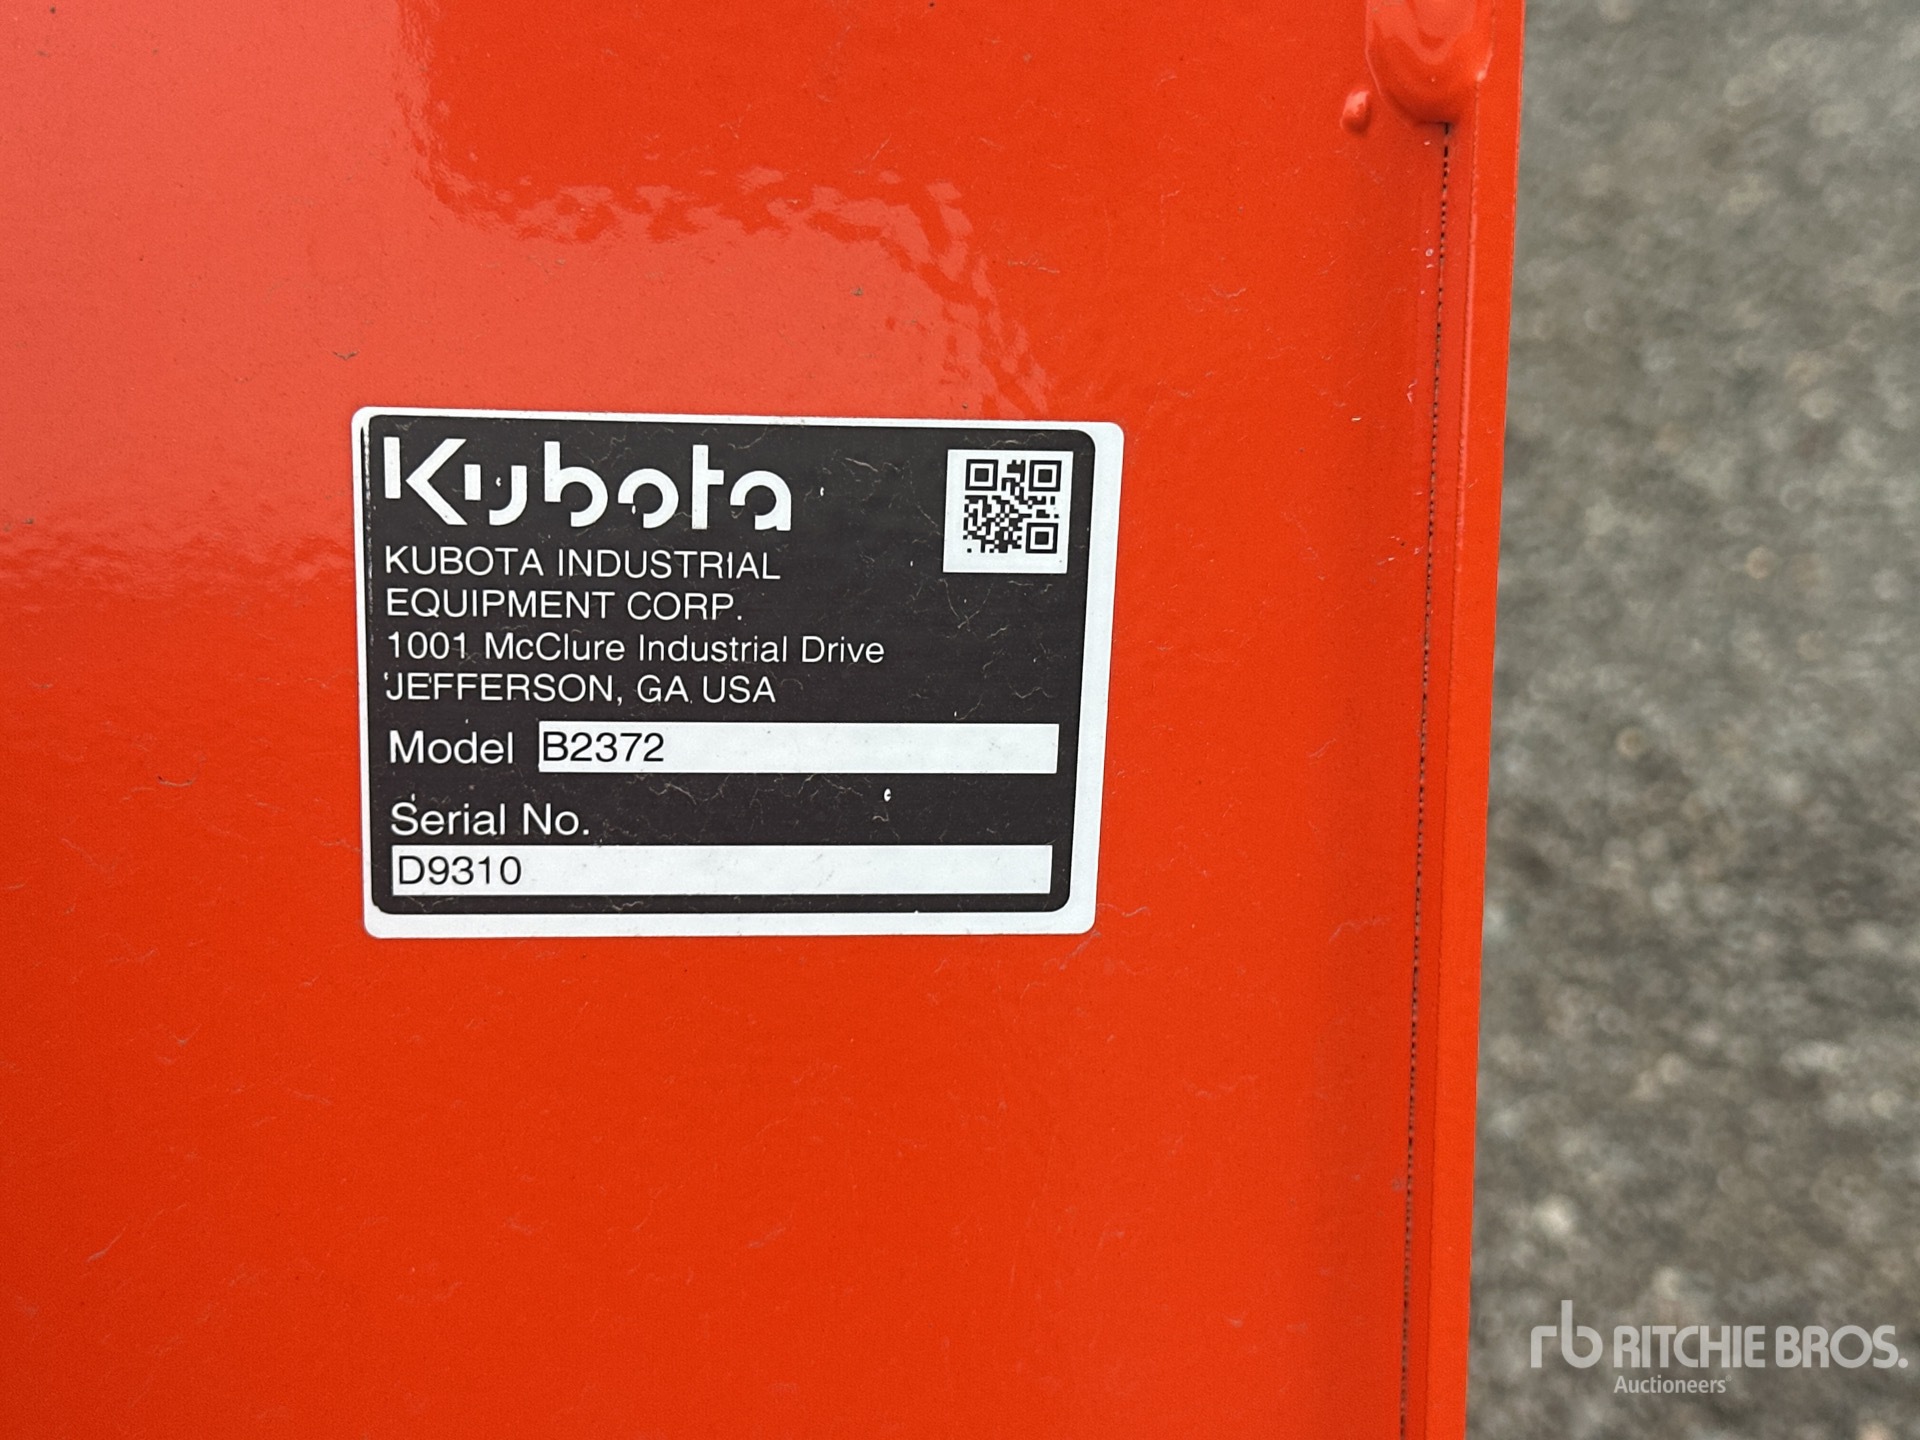 Kubota
KUBOTA INDUSTRIAL
EQUIPMENT CORP.
1001 McClure Industrial Drive
JEFFERSON, GA USA
Model B2372
Serial No.
D9310
rb RITCHIE BROS.
Auctioneers